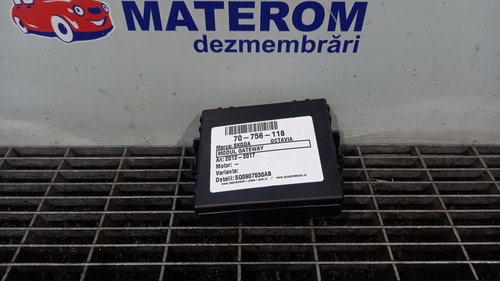 MATEROM
dezmembrări
70-756-118
Marca: SKODA OCTAVIA
MODUL GATEWAY
An: 2012-2017
Motor: -
Varianta:
Detalii: 5Q0907530AB